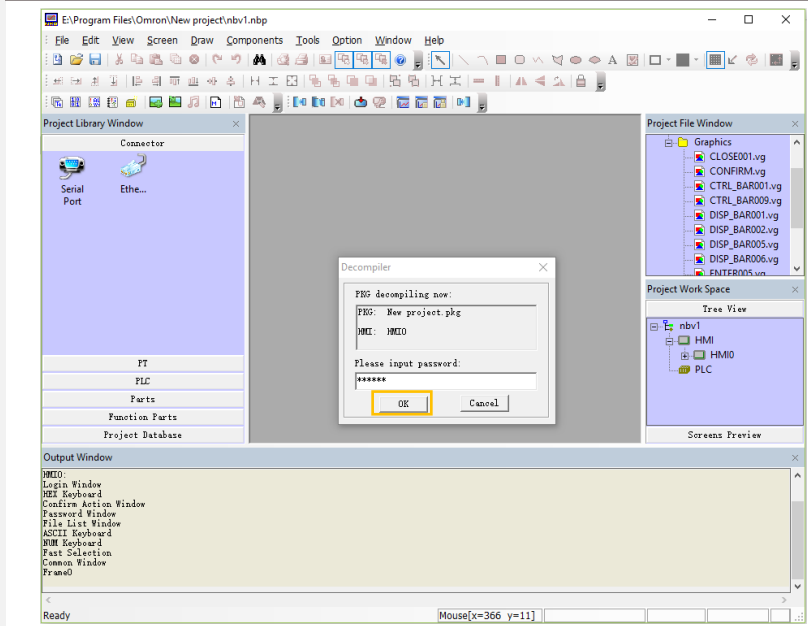 E:\Program Files\Omron\New project\nbv1.nbp
File Edit View Screen Draw Components Tools Option Window Help
Project Library Window
Connector
Serial Port
Ethe...
PT
PLC
Parts
Function Parts
Project Database
Decompiler
PKG decompiling now:
PKG: New project.pkg
HMI: HMI0
Please input password:
******
OK Cancel
Project File Window
Graphics
CLOSE001.vg
CONFIRM.vg
CTRL_BAR001.vg
CTRL_BAR009.vg
DISP_BAR001.vg
DISP_BAR002.vg
DISP_BAR005.vg
DISP_BAR006.vg
ENTER005.vg
Project Work Space
Tree View
nbv1
HMI
HMI0
PLC
Screens Preview
Output Window
HMI0:
Login Window
HEX Keyboard
Confirm Action Window
Password Window
File List Window
ASCII Keyboard
NUM Keyboard
Fast Selection
Common Window
Frame0
Ready
Mouse[x=366 y=11]